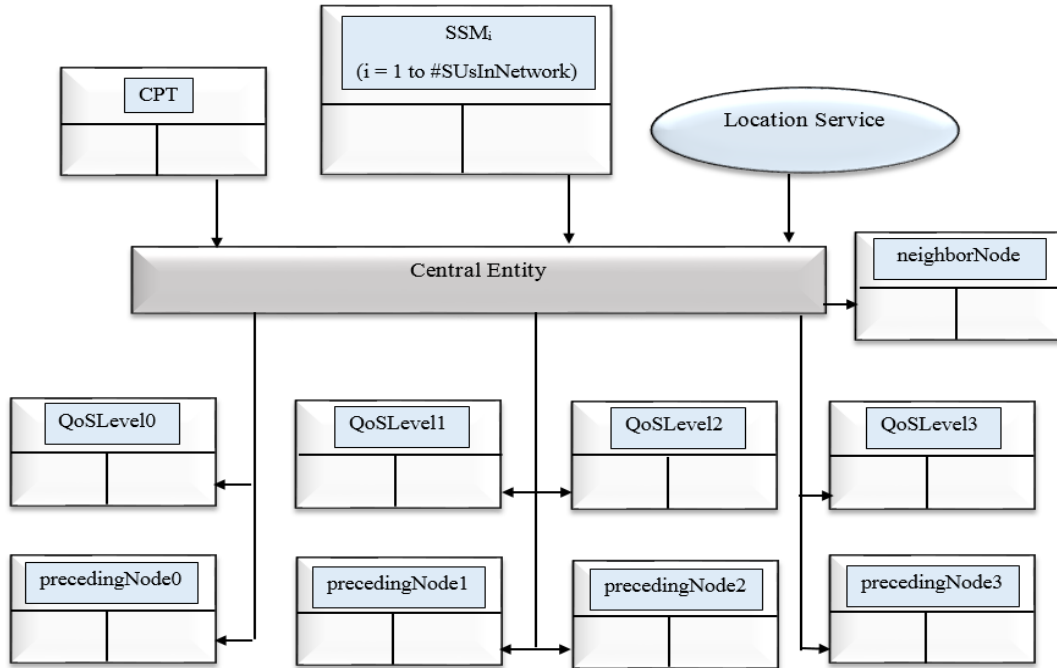 SSMᵢ
(i = 1 to #SUsInNetwork)
CPT
Location Service
neighborNode
Central Entity
QoSLevel0
QoSLevel1
QoSLevel2
QoSLevel3
precedingNode0
precedingNode1
precedingNode2
precedingNode3